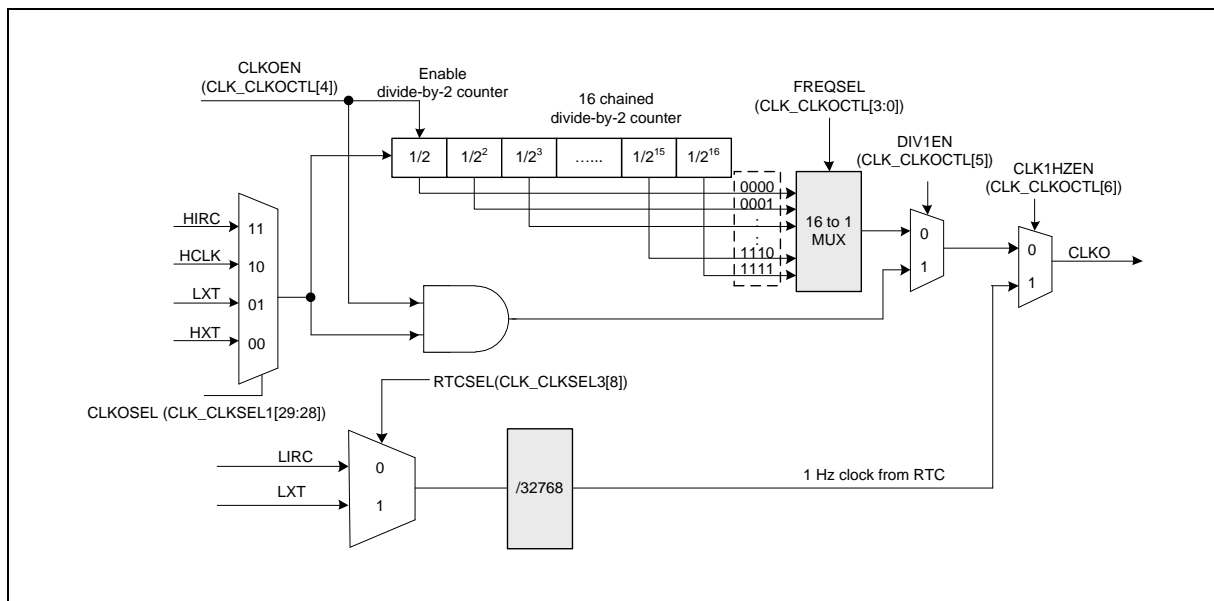 CLKOEN
(CLK_CLKOCTL[4])
Enable
divide-by-2 counter
16 chained
divide-by-2 counter
FREQSEL
(CLK_CLKOCTL[3:0])
DIV1EN
(CLK_CLKOCTL[5])
CLK1HZEN
(CLK_CLKOCTL[6])
1/2 1/2² 1/2³ …... 1/2¹⁵ 1/2¹⁶
0000
0001
:
:
1110
1111
16 to 1
MUX
0
1
0
1
CLKO
HIRC 11
HCLK 10
LXT 01
HXT 00
CLKOSEL (CLK_CLKSEL1[29:28])
RTCSEL(CLK_CLKSEL3[8])
LIRC 0
LXT 1
/32768
1 Hz clock from RTC